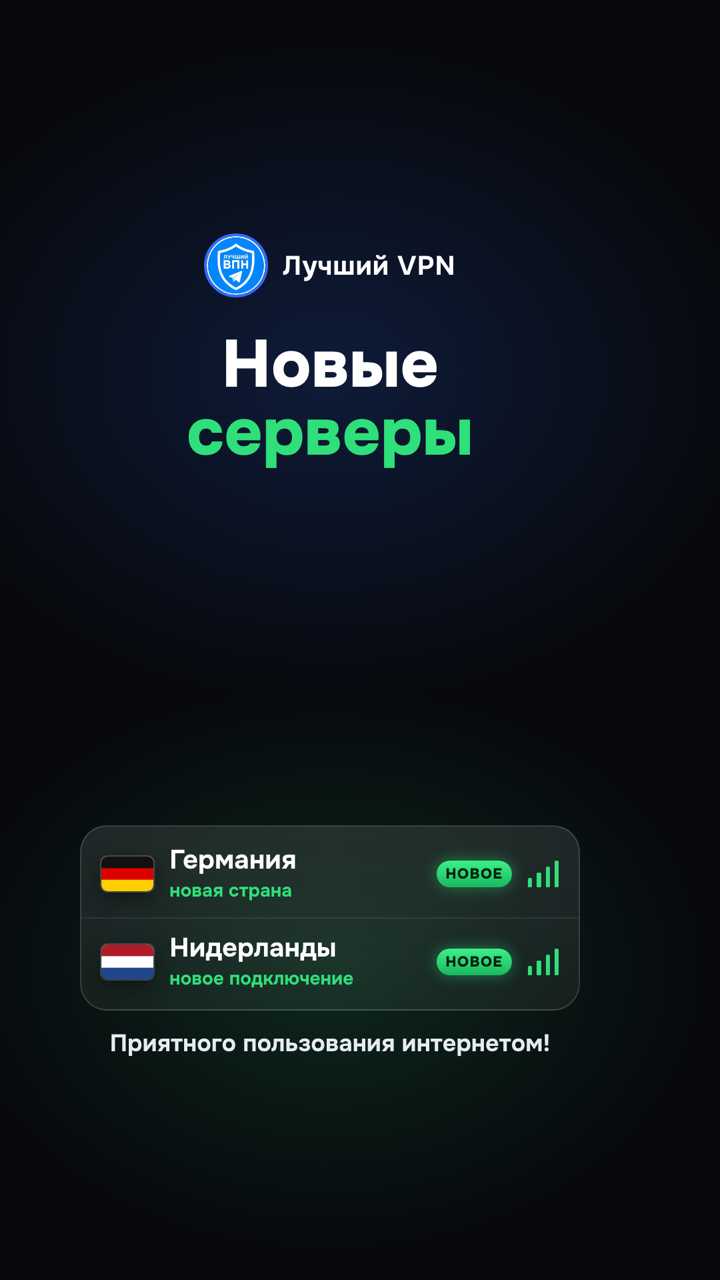 ЛУЧШИЙ
ВПН
Лучший VPN
Новые
серверы
Германия
новая страна
НОВОЕ
Нидерланды
новое подключение
НОВОЕ
Приятного пользования интернетом!